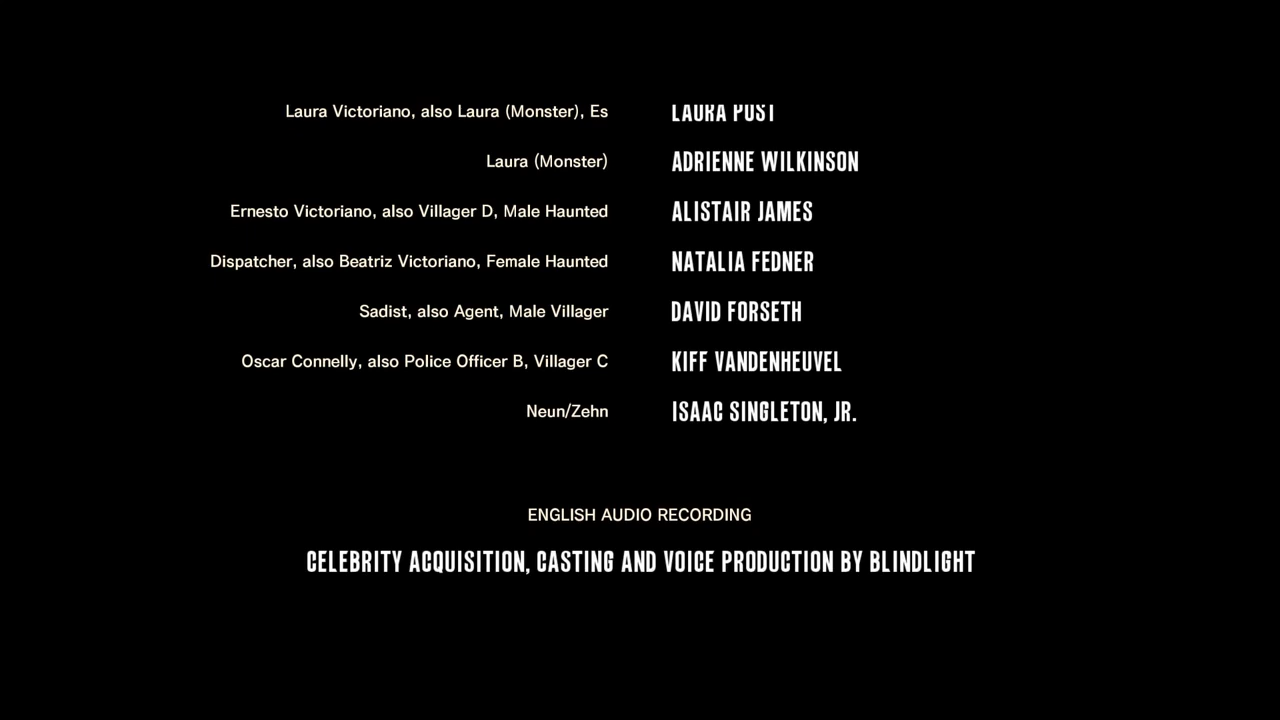 Laura Victoriano, also Laura (Monster), Es LAURA POST
Laura (Monster) ADRIENNE WILKINSON
Ernesto Victoriano, also Villager D, Male Haunted ALISTAIR JAMES
Dispatcher, also Beatriz Victoriano, Female Haunted NATALIA FEDNER
Sadist, also Agent, Male Villager DAVID FORSETH
Oscar Connelly, also Police Officer B, Villager C KIFF VANDENHEUVEL
Neun/Zehn ISAAC SINGLETON, JR.
ENGLISH AUDIO RECORDING
CELEBRITY ACQUISITION, CASTING AND VOICE PRODUCTION BY BLINDLIGHT